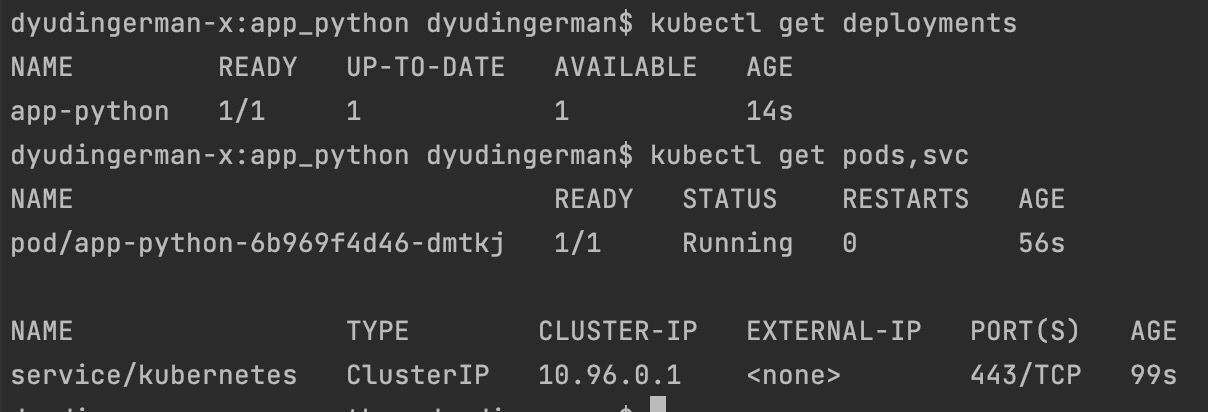 dyudingerman-x:app_python dyudingerman$ kubectl get deployments
NAME         READY   UP-TO-DATE   AVAILABLE   AGE
app-python   1/1     1            1           14s
dyudingerman-x:app_python dyudingerman$ kubectl get pods,svc
NAME                              READY   STATUS    RESTARTS   AGE
pod/app-python-6b969f4d46-dmtkj   1/1     Running   0          56s
NAME                 TYPE        CLUSTER-IP   EXTERNAL-IP   PORT(S)   AGE
service/kubernetes   ClusterIP   10.96.0.1    <none>        443/TCP   99s